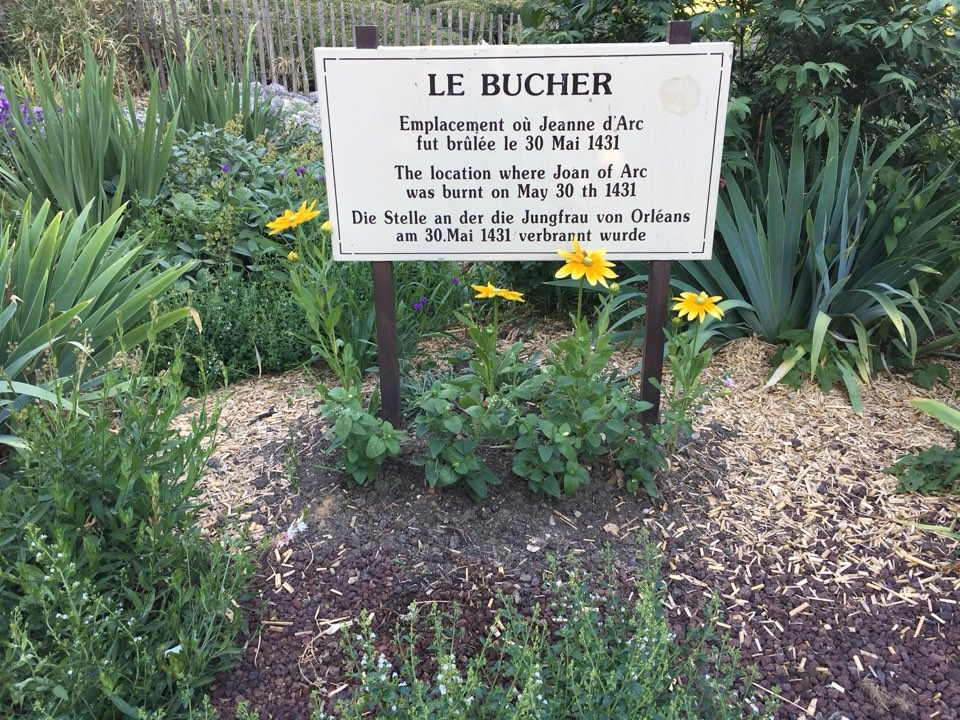 LE BUCHER
Emplacement où Jeanne d'Arc
fut brûlée le 30 Mai 1431
The location where Joan of Arc
was burnt on May 30 th 1431
Die Stelle an der die Jungfrau von Orléans
am 30.Mai 1431 verbrannt wurde